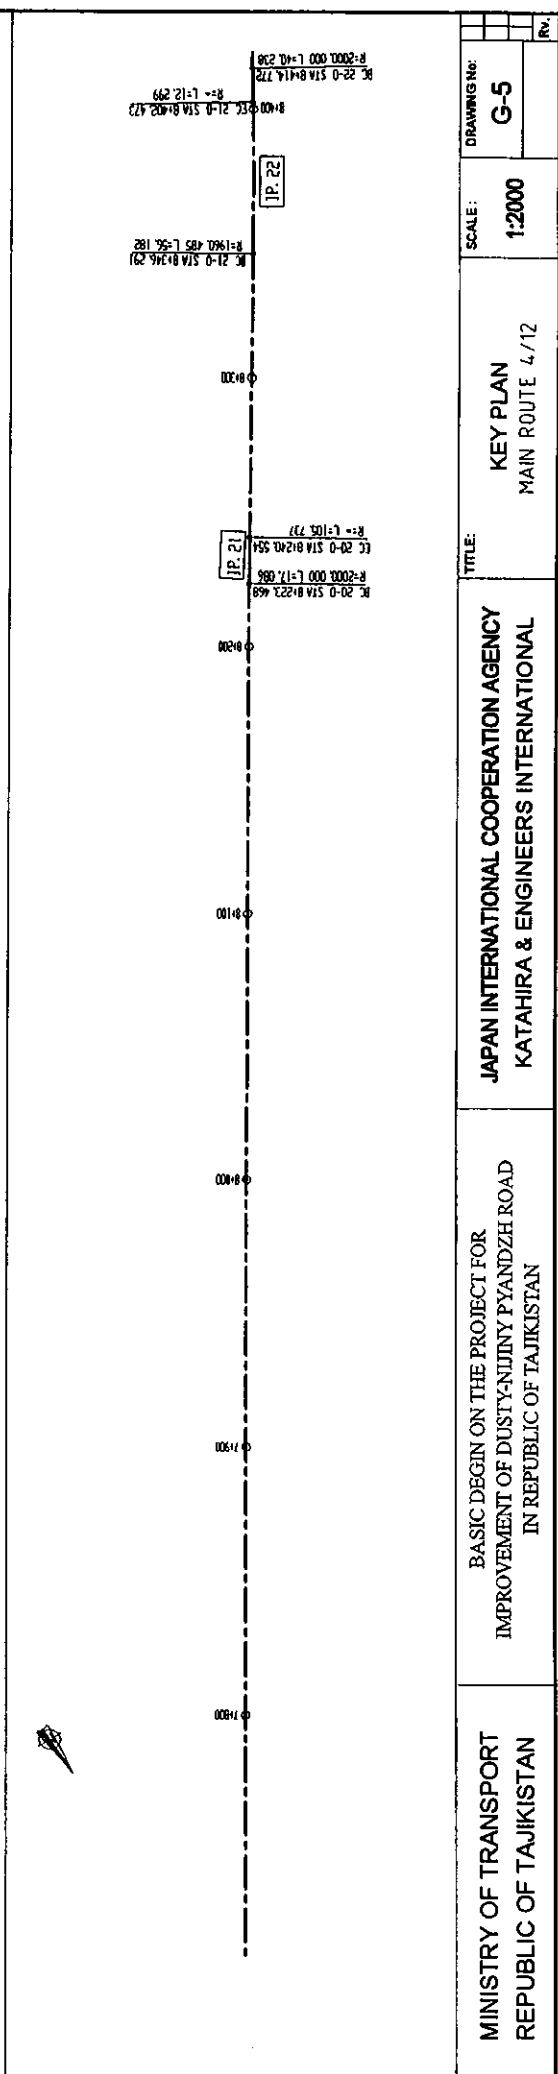 BC 22-0 STA 8+414.772
R=2000.000 L=40.238
8+400
EC 21-0 STA 8+402.473
R=∞ L=12.299
IP. 22
BC 21-0 STA 8+346.291
R=1960.485 L=56.182
8+300
EC 20-0 STA 8+240.554
R=∞ L=105.737
IP. 21
BC 20-0 STA 8+223.468
R=2000.000 L=17.086
8+200
8+100
8+000
7+900
7+800
MINISTRY OF TRANSPORT
REPUBLIC OF TAJIKISTAN
BASIC DEGIN ON THE PROJECT FOR
IMPROVEMENT OF DUSTY-NIJINY PYANDZH ROAD
IN REPUBLIC OF TAJIKISTAN
JAPAN INTERNATIONAL COOPERATION AGENCY
KATAHIRA & ENGINEERS INTERNATIONAL
TITLE:
KEY PLAN
MAIN ROUTE 4/12
SCALE:
1:2000
DRAWING No:
G-5
Rv.